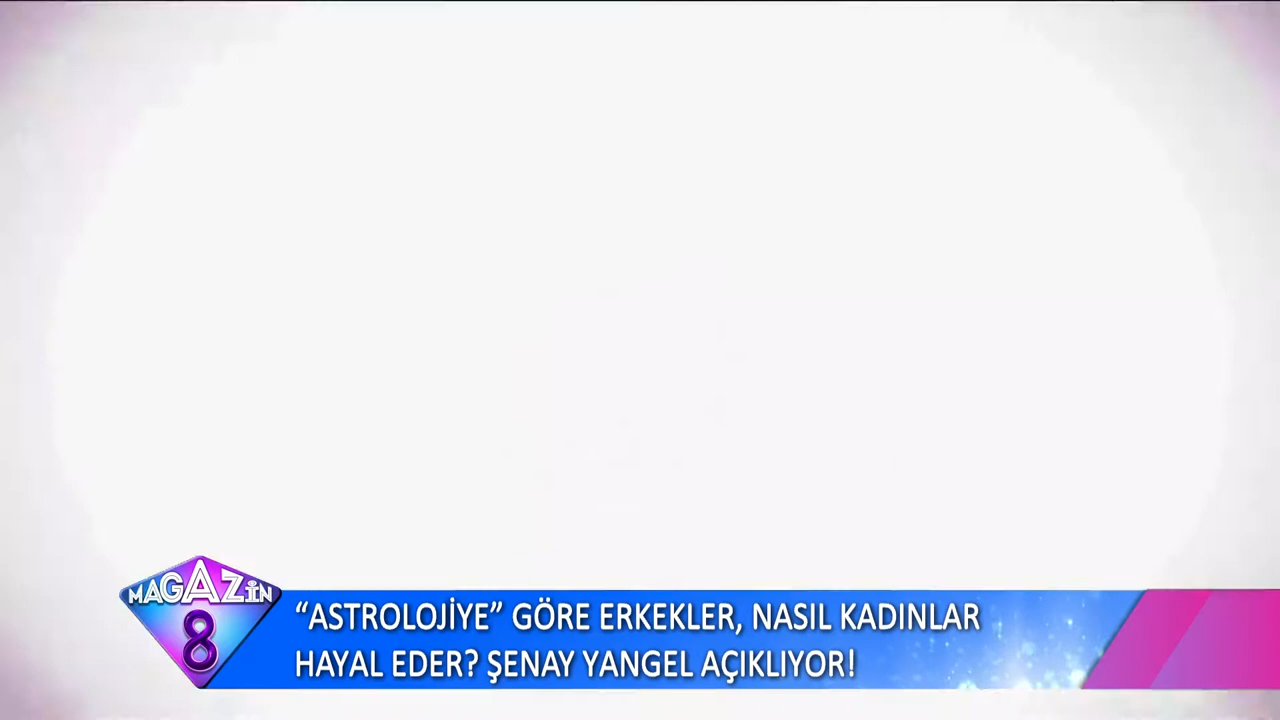 MAGAZİN
8
“ASTROLOJİYE” GÖRE ERKEKLER, NASIL KADINLAR
HAYAL EDER? ŞENAY YANGEL AÇIKLIYOR!